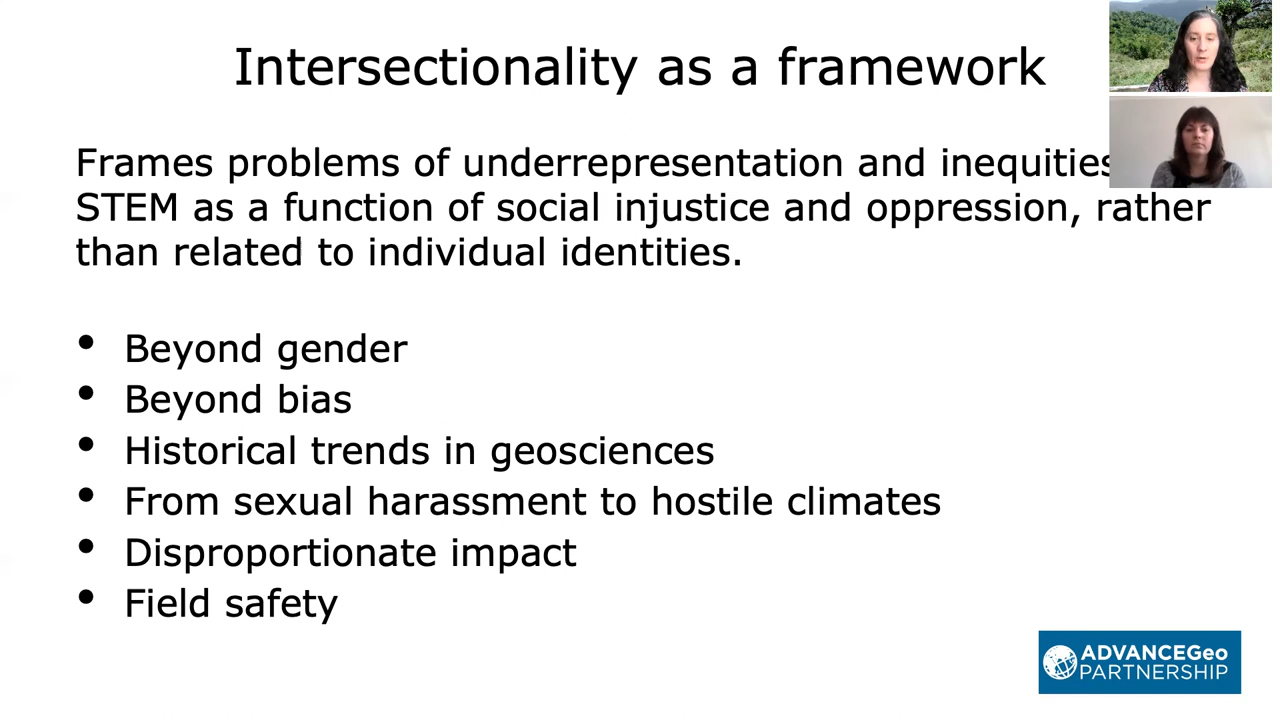 Intersectionality as a framework
Frames problems of underrepresentation and inequities
STEM as a function of social injustice and oppression, rather
than related to individual identities.
• Beyond gender
• Beyond bias
• Historical trends in geosciences
• From sexual harassment to hostile climates
• Disproportionate impact
• Field safety
ADVANCEGeo
PARTNERSHIP